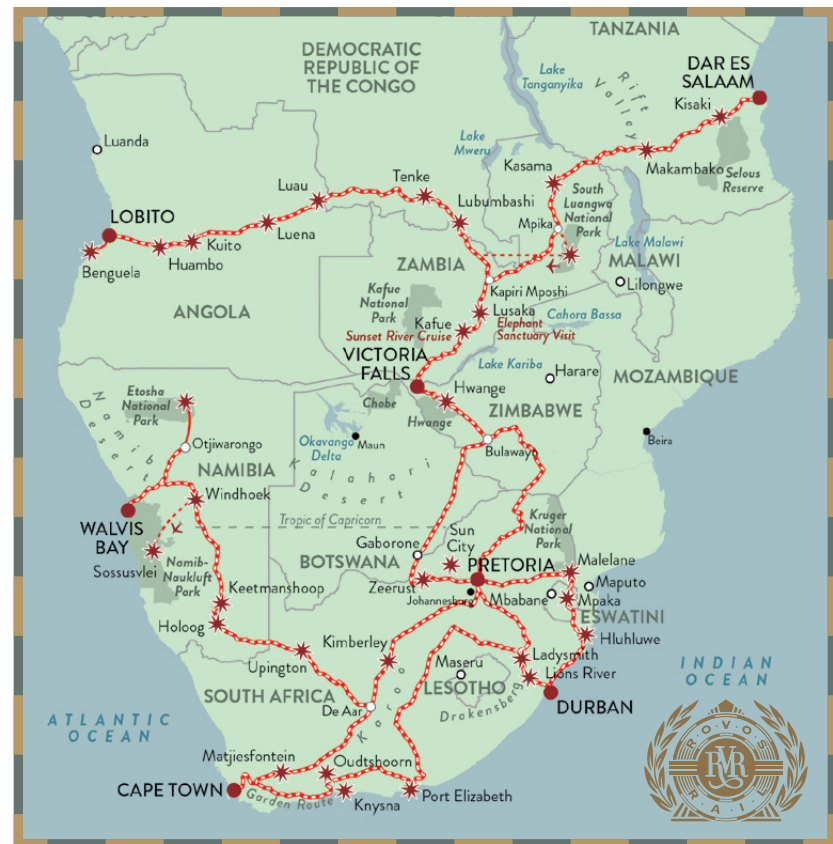 CONGO
TANZANIA
DEMOCRATIC
REPUBLIC OF
THE CONGO
DAR ES
SALAAM
Lake
Tanganyika
Rift
Valley
Kisaki
Luanda
Lake
Mweru
Kasama
Makambako
Selous
Reserve
Luau
Tenke
Lubumbashi
South
Luangwa
National
Park
LOBITO
Mpika
Luena
Kuito
Huambo
Benguela
Lake Malawi
MALAWI
ZAMBIA
Kapiri Mposhi
Lilongwe
Kafue
National
Park
ANGOLA
Lusaka
Kafue
Cahora Bassa
Sunset River Cruise
Elephant
Sanctuary Visit
VICTORIA
FALLS
Lake Kariba
Harare
MOZAMBIQUE
Etosha
National
Park
Chobe
Hwange
Hwange
ZIMBABWE
Namib
Desert
Otjiwarongo
Okavango
Delta
Maun
Bulawayo
Beira
NAMIBIA
Kalahari
Desert
Windhoek
WALVIS
BAY
Tropic of Capricorn
Kruger
National
Park
Sossusvlei
Namib-
Naukluft
Park
BOTSWANA
Gaborone
Sun
City
PRETORIA
Malelane
Zeerust
Johannesburg
Mbabane
Maputo
Mpaka
ESWATINI
Keetmanshoop
Holoog
Hluhluwe
Kimberley
Ladysmith
Upington
Maseru
Lions River
LESOTHO
SOUTH AFRICA
Drakensberg
DURBAN
De Aar
Karoo
INDIAN
OCEAN
ATLANTIC
OCEAN
Matjiesfontein
Oudtshoorn
CAPE TOWN
Garden Route
Knysna
Port Elizabeth
ROVOS
RVR
RAIL